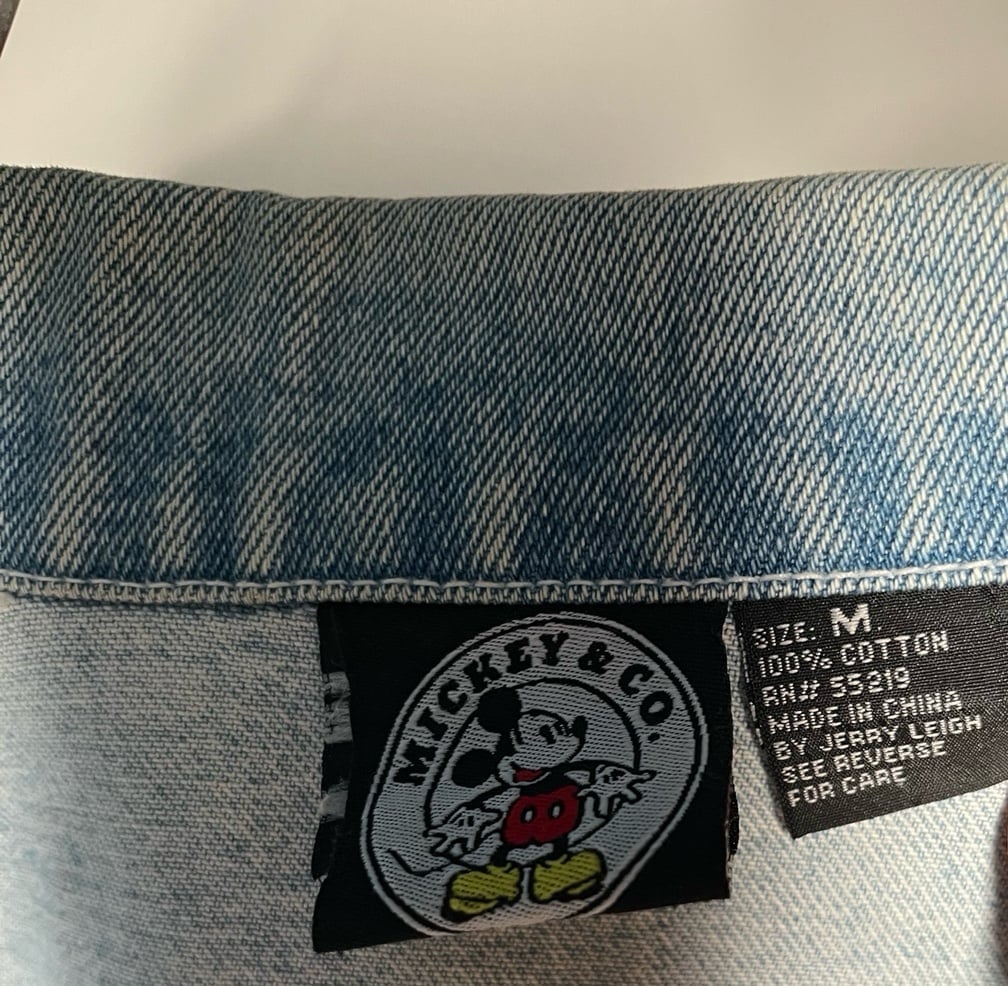 MICKEY & CO.
SIZE: M
100% COTTON
RN# 55219
MADE IN CHINA
BY JERRY LEIGH
SEE REVERSE
FOR CARE